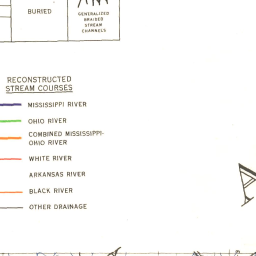 BURIED
GENERALIZED
BRAIDED
STREAM
CHANNELS
RECONSTRUCTED
STREAM COURSES
MISSISSIPPI RIVER
OHIO RIVER
COMBINED MISSISSIPPI-
OHIO RIVER
WHITE RIVER
ARKANSAS RIVER
BLACK RIVER
OTHER DRAINAGE